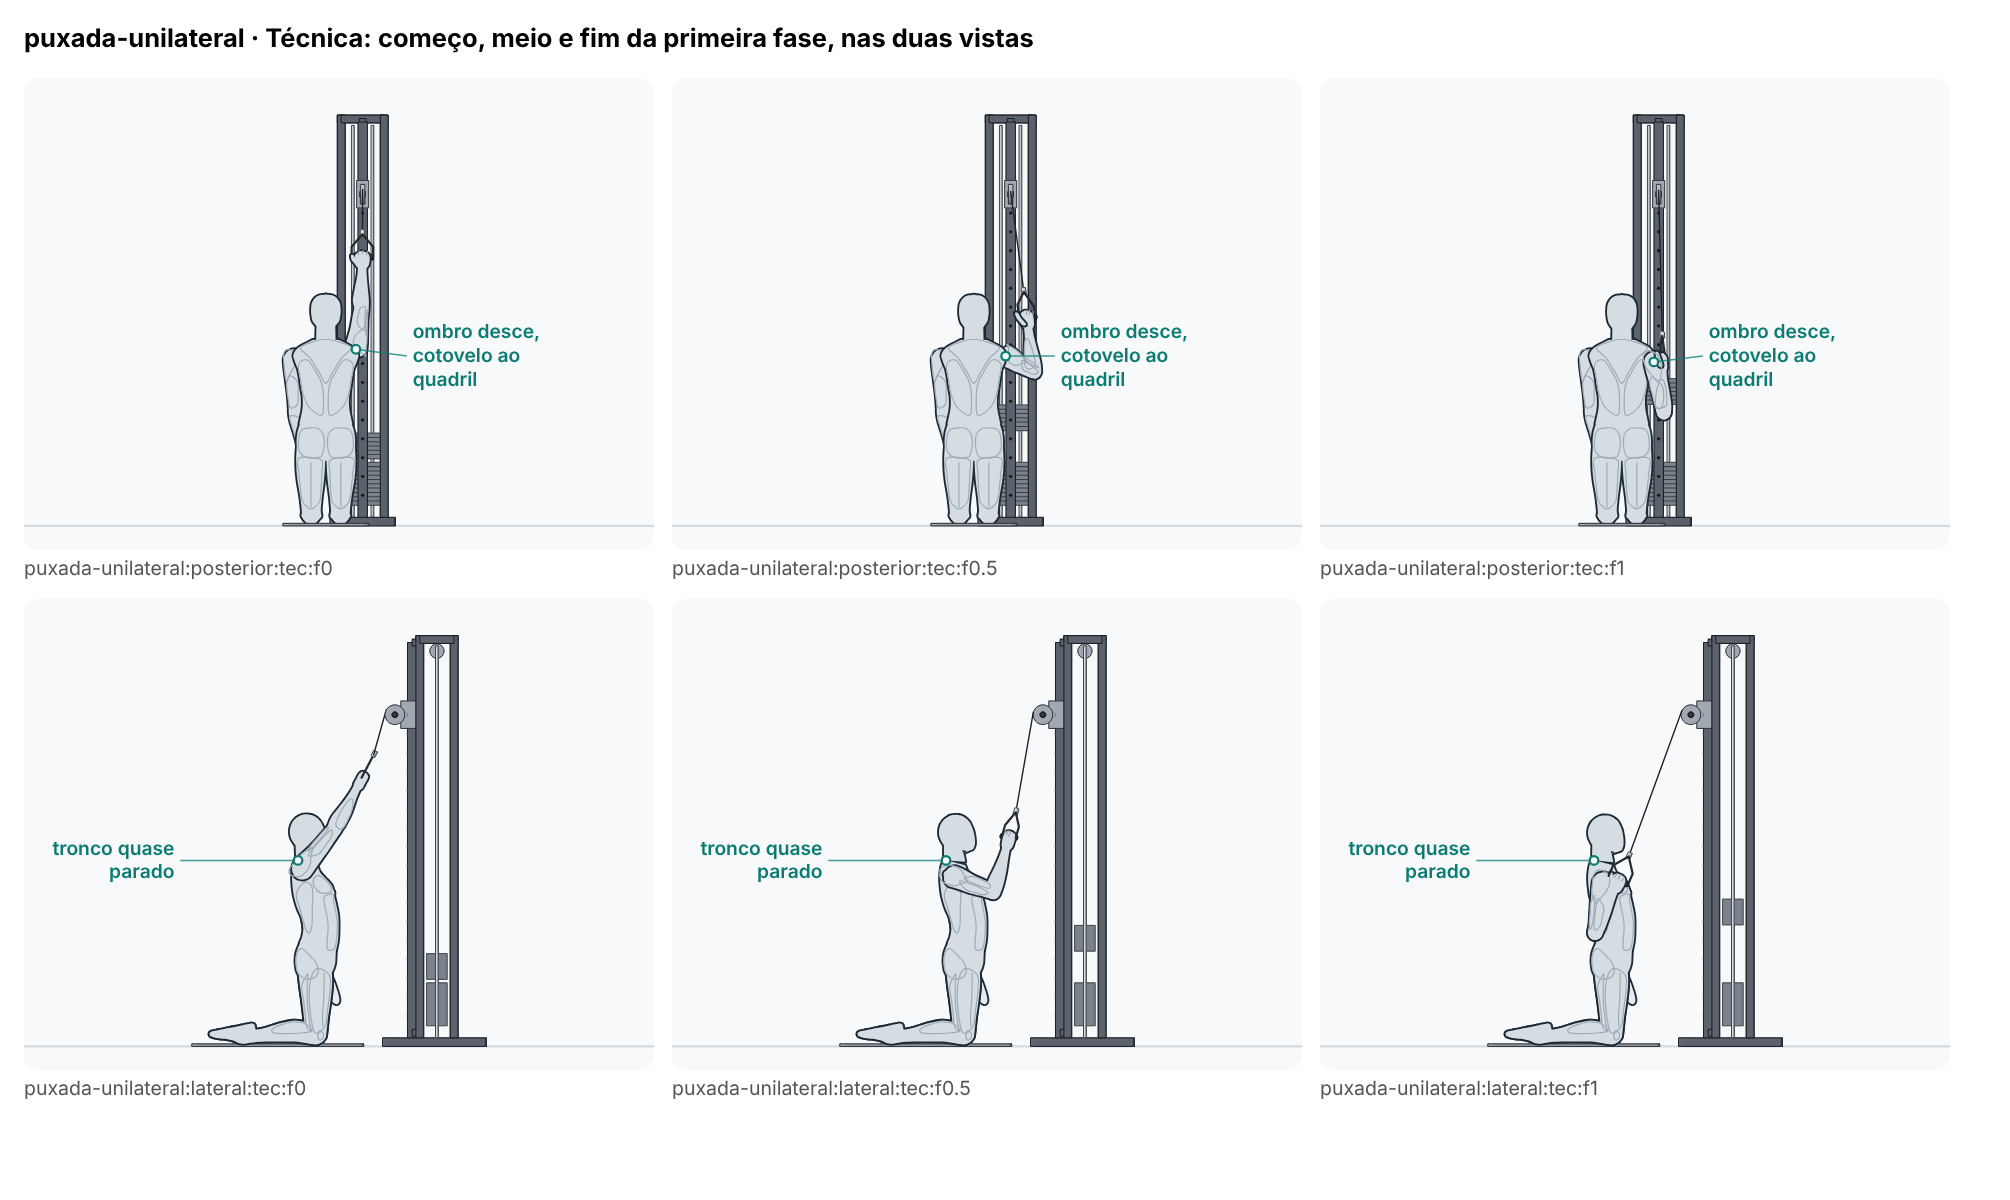 puxada-unilateral · Técnica: começo, meio e fim da primeira fase, nas duas vistas
ombro desce,
cotovelo ao
quadril
ombro desce,
cotovelo ao
quadril
ombro desce,
cotovelo ao
quadril
puxada-unilateral:posterior:tec:f0
puxada-unilateral:posterior:tec:f0.5
puxada-unilateral:posterior:tec:f1
tronco quase
parado
tronco quase
parado
tronco quase
parado
puxada-unilateral:lateral:tec:f0
puxada-unilateral:lateral:tec:f0.5
puxada-unilateral:lateral:tec:f1